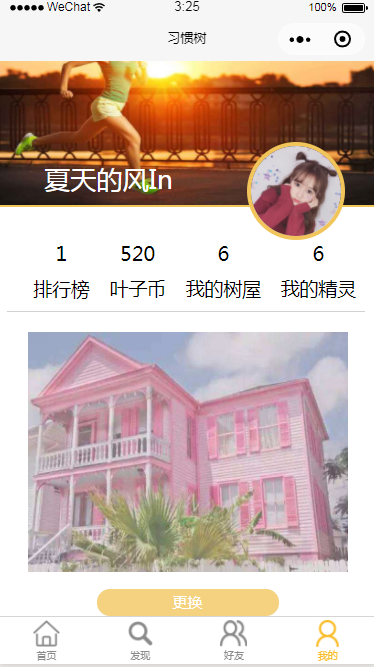 WeChat 3:25 100%
习惯树
夏天的风In
1 520 6 6
排行榜 叶子币 我的树屋 我的精灵
更换
首页 发现 好友 我的